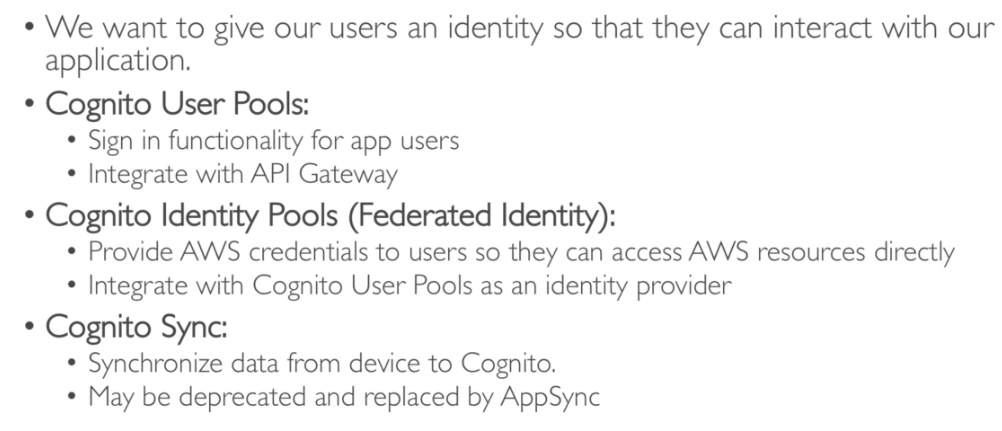 • We want to give our users an identity so that they can interact with our
application.
• Cognito User Pools:
• Sign in functionality for app users
• Integrate with API Gateway
• Cognito Identity Pools (Federated Identity):
• Provide AWS credentials to users so they can access AWS resources directly
• Integrate with Cognito User Pools as an identity provider
• Cognito Sync:
• Synchronize data from device to Cognito.
• May be deprecated and replaced by AppSync